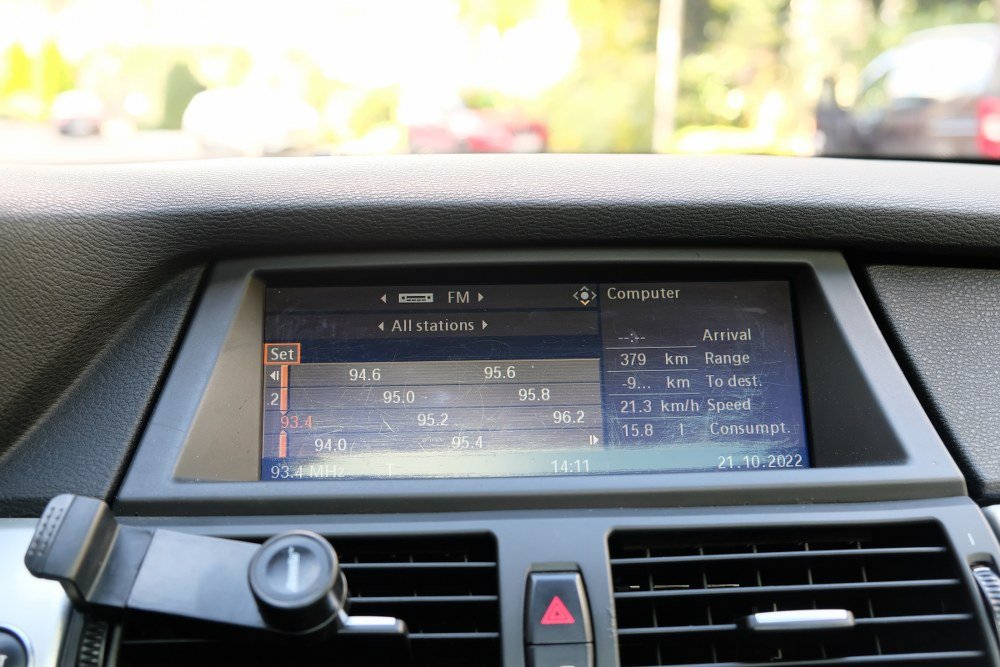 FM
Computer
All stations
Set
94.6 95.6
2 95.0 95.8
93.4 95.2 96.2
94.0 95.4
--:-- Arrival
379 km Range
-9... km To dest.
21.3 km/h Speed
15.8 l Consumpt.
93.4 MHz T 14:11 21.10.2022